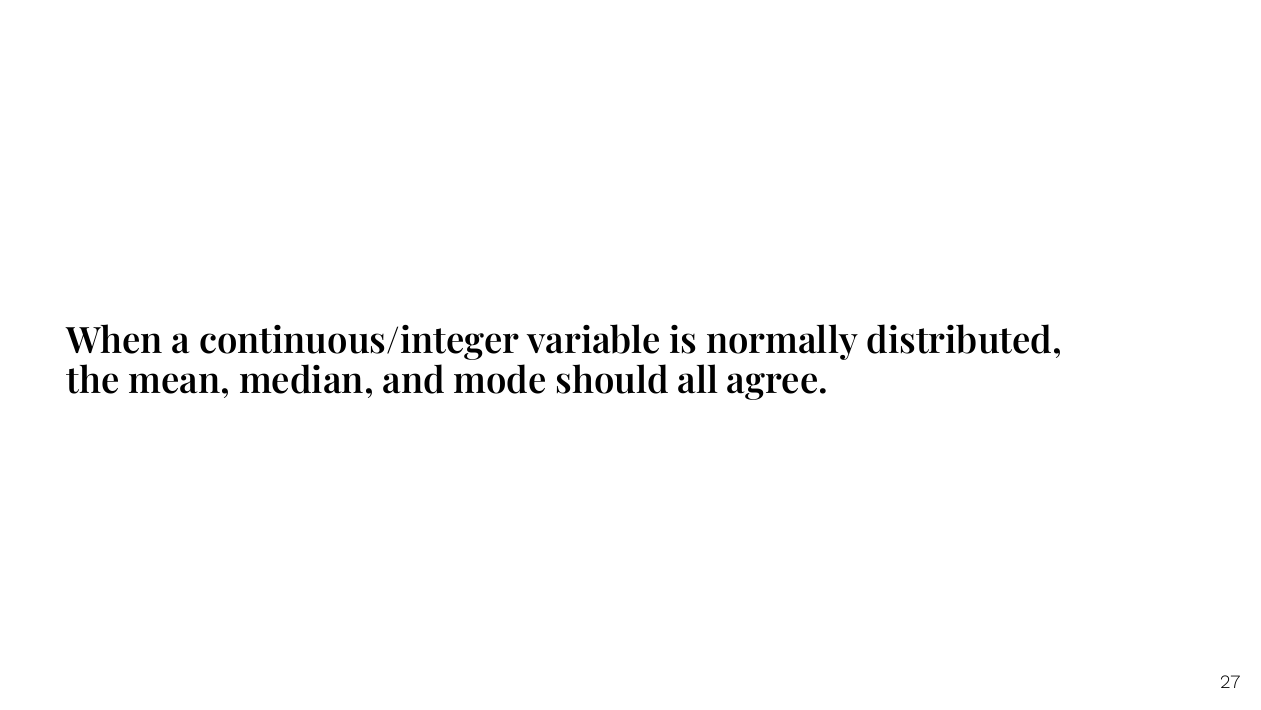 When a continuous/integer variable is normally distributed,
the mean, median, and mode should all agree.
27